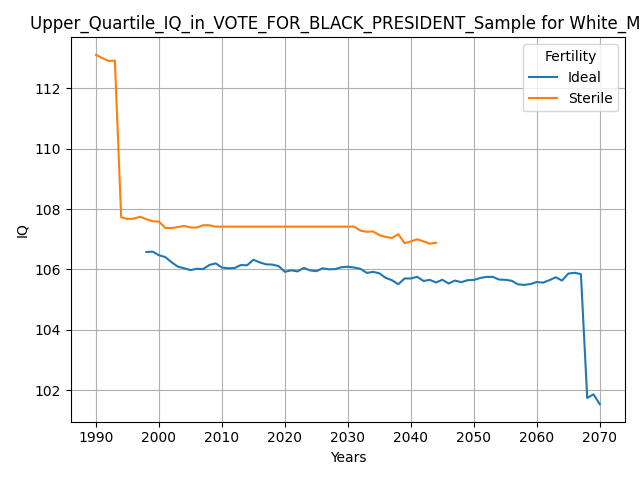 Upper_Quartile_IQ_in_VOTE_FOR_BLACK_PRESIDENT_Sample for White_M
Fertility
Ideal
Sterile
112
110
108
106
104
102
IQ
1990 2000 2010 2020 2030 2040 2050 2060 2070
Years